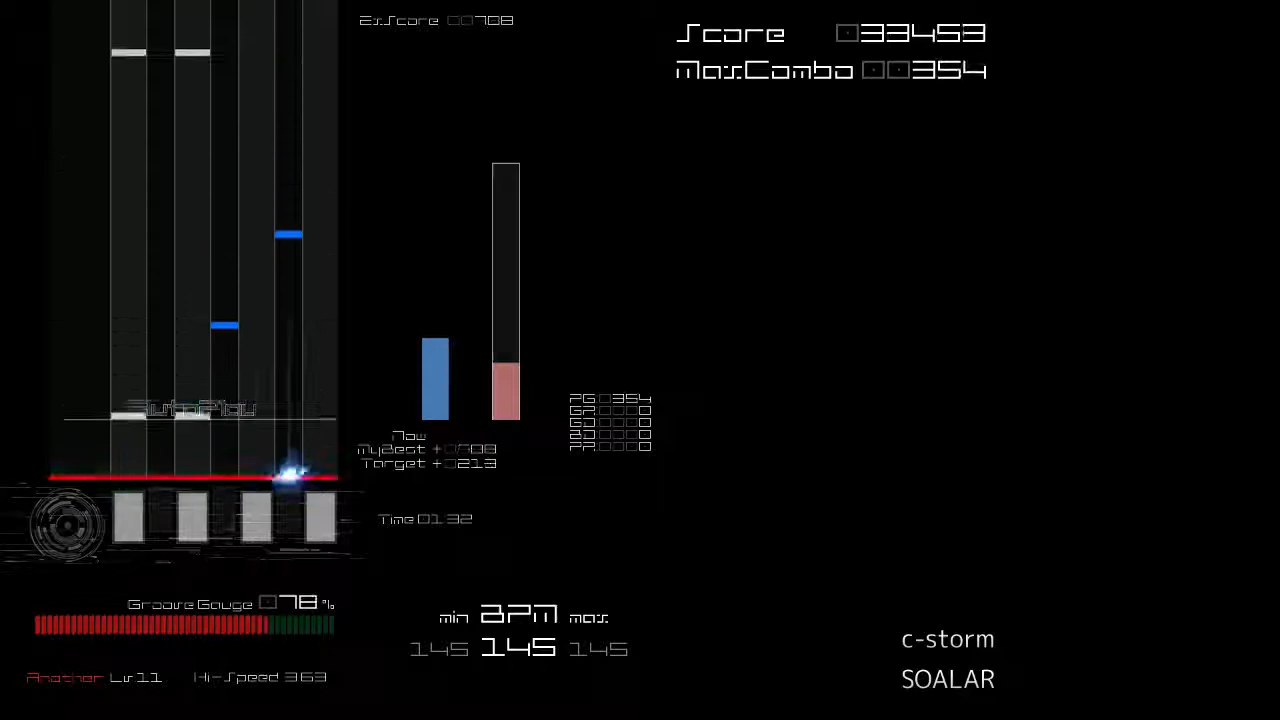 ExScore 00708
Score 033453
MaxCombo 00354
AutoPlay
PG:0354
GR:0000
GD:0000
BD:0000
PR:0000
Now
MyBest +0708
Target +0213
Time 01:32
GrooveGauge 078%
min BPM max
145 145 145
Another Lv11 Hi-Speed 3.63
c-storm
SOALAR